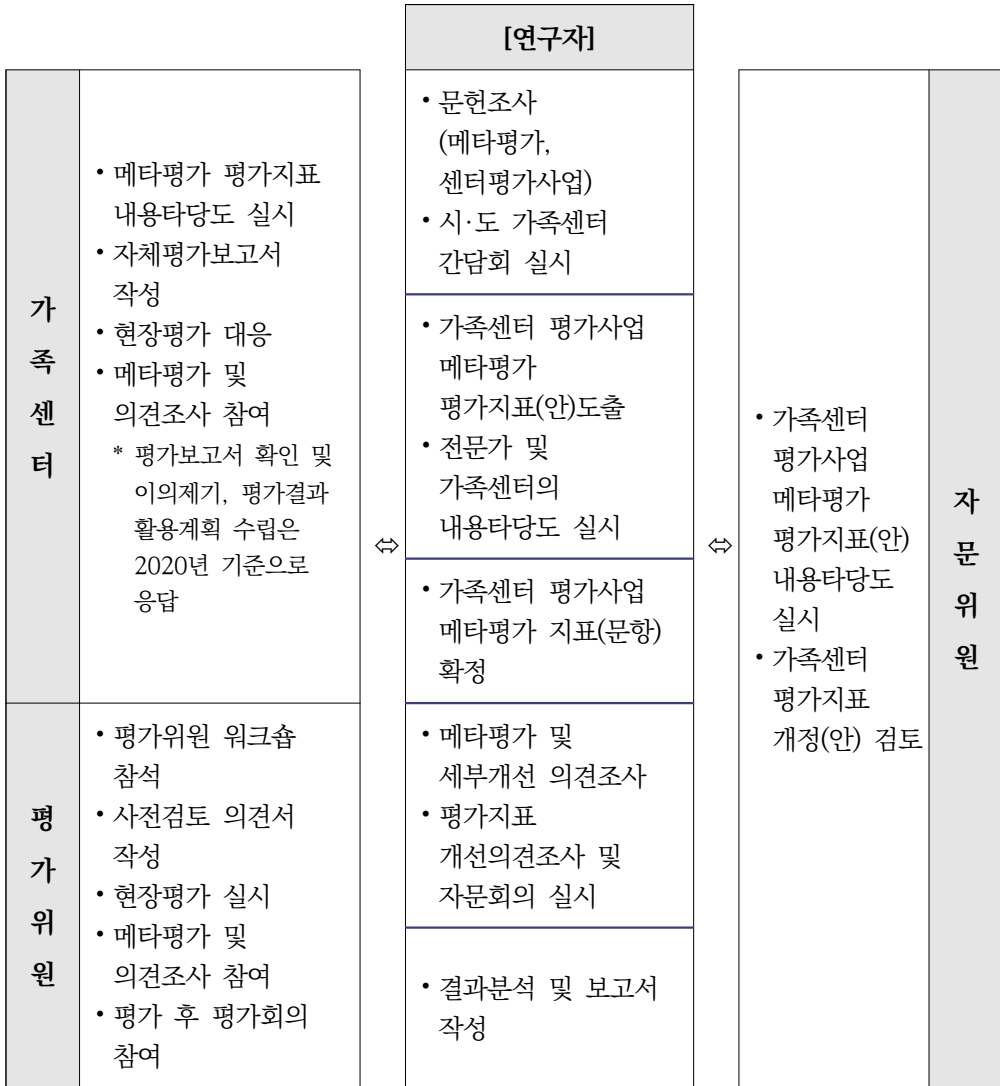 [연구자]
가
족
센
터
• 메타평가 평가지표
내용타당도 실시
• 자체평가보고서
작성
• 현장평가 대응
• 메타평가 및
의견조사 참여
* 평가보고서 확인 및
이의제기, 평가결과
활용계획 수립은
2020년 기준으로
응답
평
가
위
원
• 평가위원 워크숍
참석
• 사전검토 의견서
작성
• 현장평가 실시
• 메타평가 및
의견조사 참여
• 평가 후 평가회의
참여
⇔
• 문헌조사
(메타평가,
센터평가사업)
• 시·도 가족센터
간담회 실시
• 가족센터 평가사업
메타평가
평가지표(안)도출
• 전문가 및
가족센터의
내용타당도 실시
• 가족센터 평가사업
메타평가 지표(문항)
확정
• 메타평가 및
세부개선 의견조사
• 평가지표
개선의견조사 및
자문회의 실시
• 결과분석 및 보고서
작성
⇔
• 가족센터
평가사업
메타평가
평가지표(안)
내용타당도
실시
• 가족센터
평가지표
개정(안) 검토
자
문
위
원